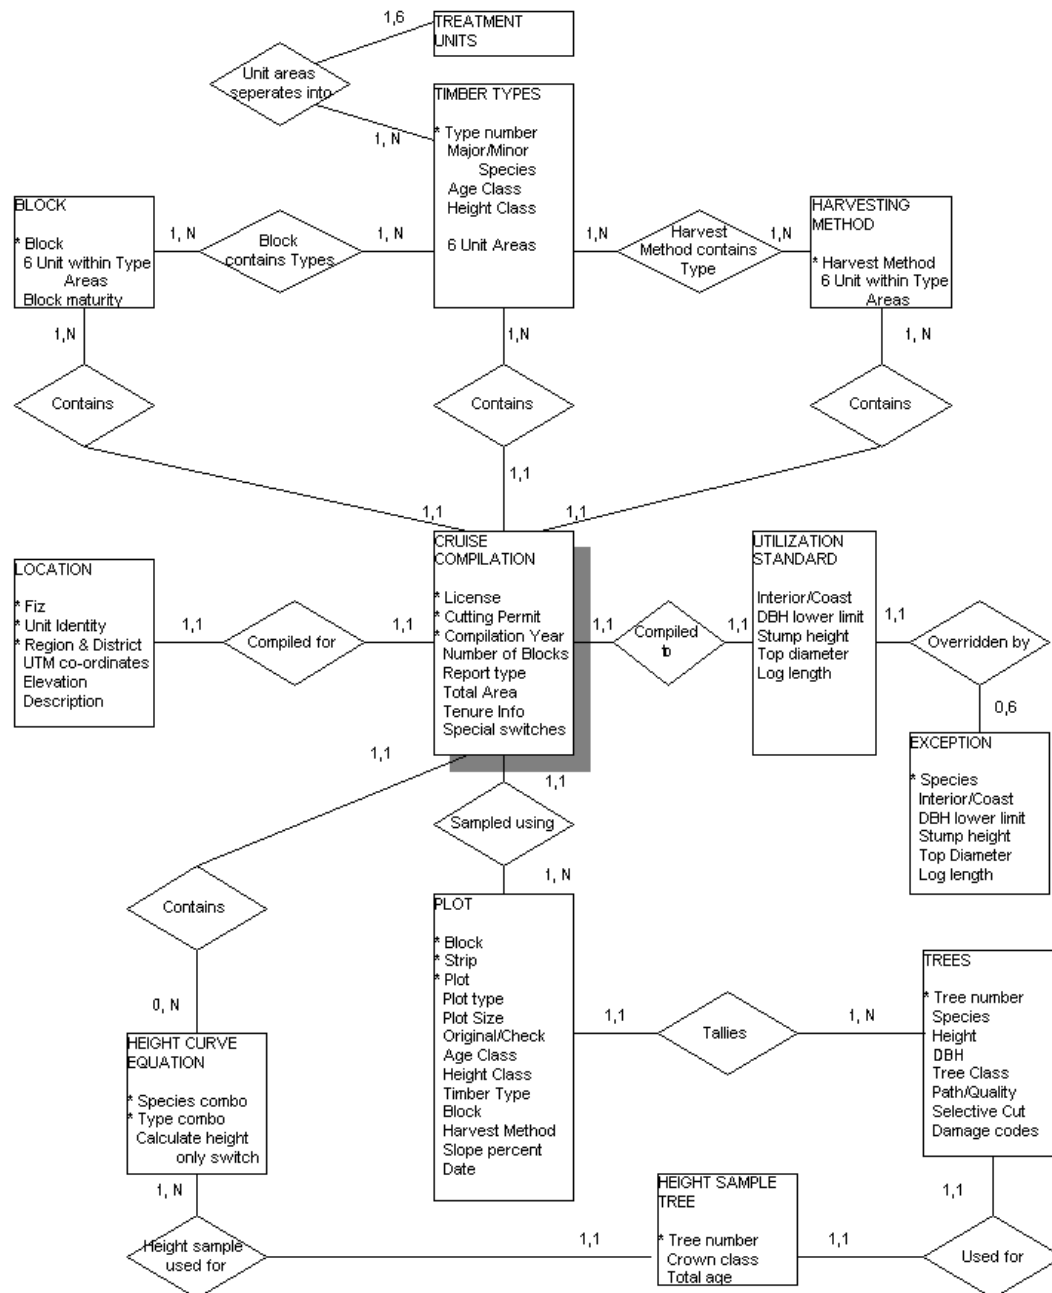 1,6
TREATMENT
UNITS
Unit areas
seperates into
1, N
TIMBER TYPES
* Type number
Major/Minor
Species
Age Class
Height Class
6 Unit Areas
BLOCK
* Block
6 Unit within Type
Areas
Block maturity
1, N
Block
contains Types
1, N
1,N
Harvest
Method contains
Type
1,N
HARVESTING
METHOD
* Harvest Method
6 Unit within Type
Areas
1,N
1,N
1, N
Contains
Contains
Contains
1,1
1,1
1,1
LOCATION
* Fiz
* Unit Identity
* Region & District
UTM co-ordinates
Elevation
Description
1,1
Compiled for
1,1
CRUISE
COMPILATION
* License
* Cutting Permit
* Compilation Year
Number of Blocks
Report type
Total Area
Tenure Info
Special switches
1,1
Compiled
to
1,1
UTILIZATION
STANDARD
Interior/Coast
DBH lower limit
Stump height
Top diameter
Log length
1,1
Overridden by
0,6
EXCEPTION
* Species
Interior/Coast
DBH lower limit
Stump height
Top Diameter
Log length
1,1
1,1
Sampled using
1, N
Contains
0, N
PLOT
* Block
* Strip
* Plot
Plot type
Plot Size
Original/Check
Age Class
Height Class
Timber Type
Block
Harvest Method
Slope percent
Date
1,1
Tallies
1, N
TREES
* Tree number
Species
Height
DBH
Tree Class
Path/Quality
Selective Cut
Damage codes
HEIGHT CURVE
EQUATION
* Species combo
* Type combo
Calculate height
only switch
1, N
Height sample
used for
1,1
HEIGHT SAMPLE
TREE
* Tree number
Crown class
Total age
1,1
1,1
Used for